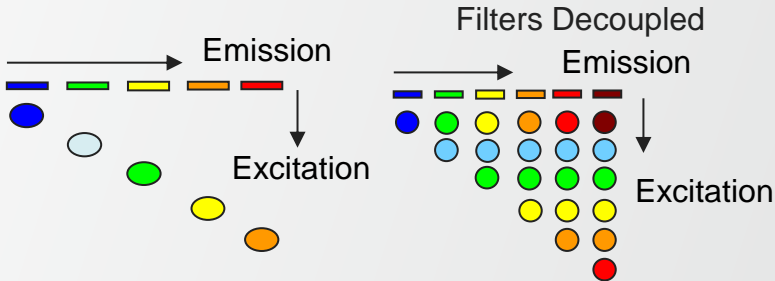 Filters Decoupled
Emission
Excitation
Emission
Excitation